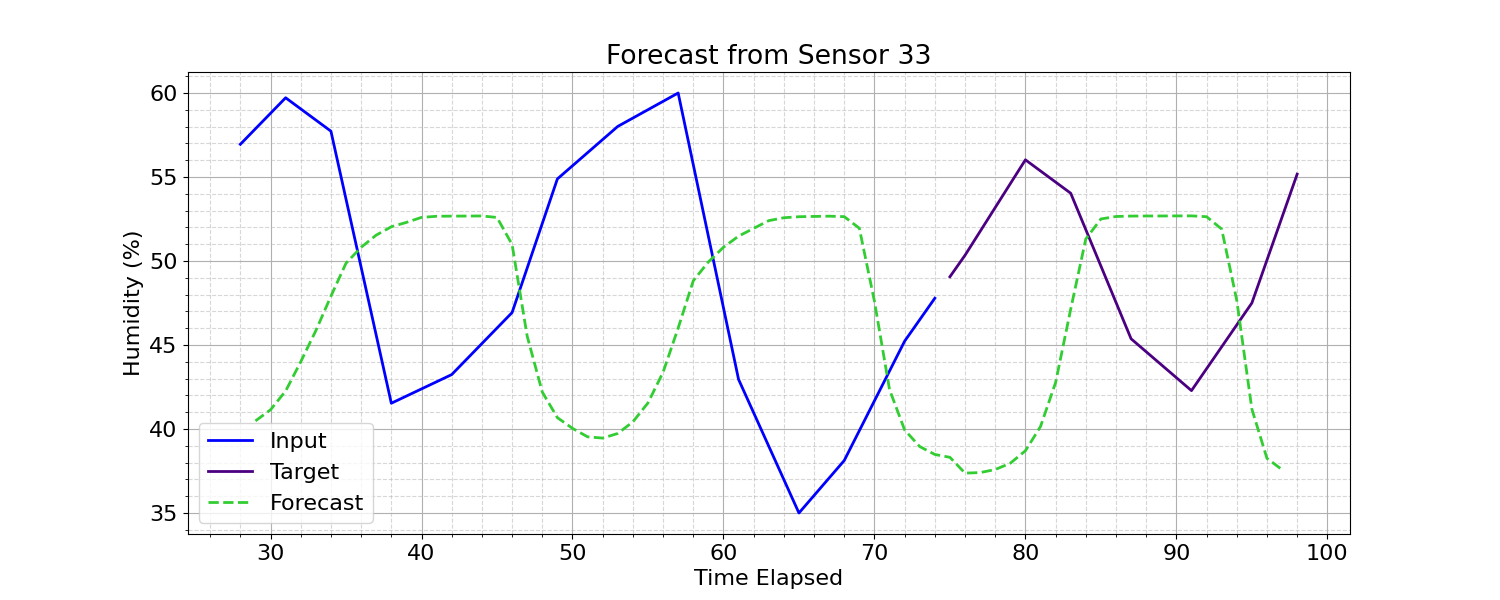 Forecast from Sensor 33
Humidity (%)
60
55
50
45
40
35
Input
Target
Forecast
30 40 50 60 70 80 90 100
Time Elapsed